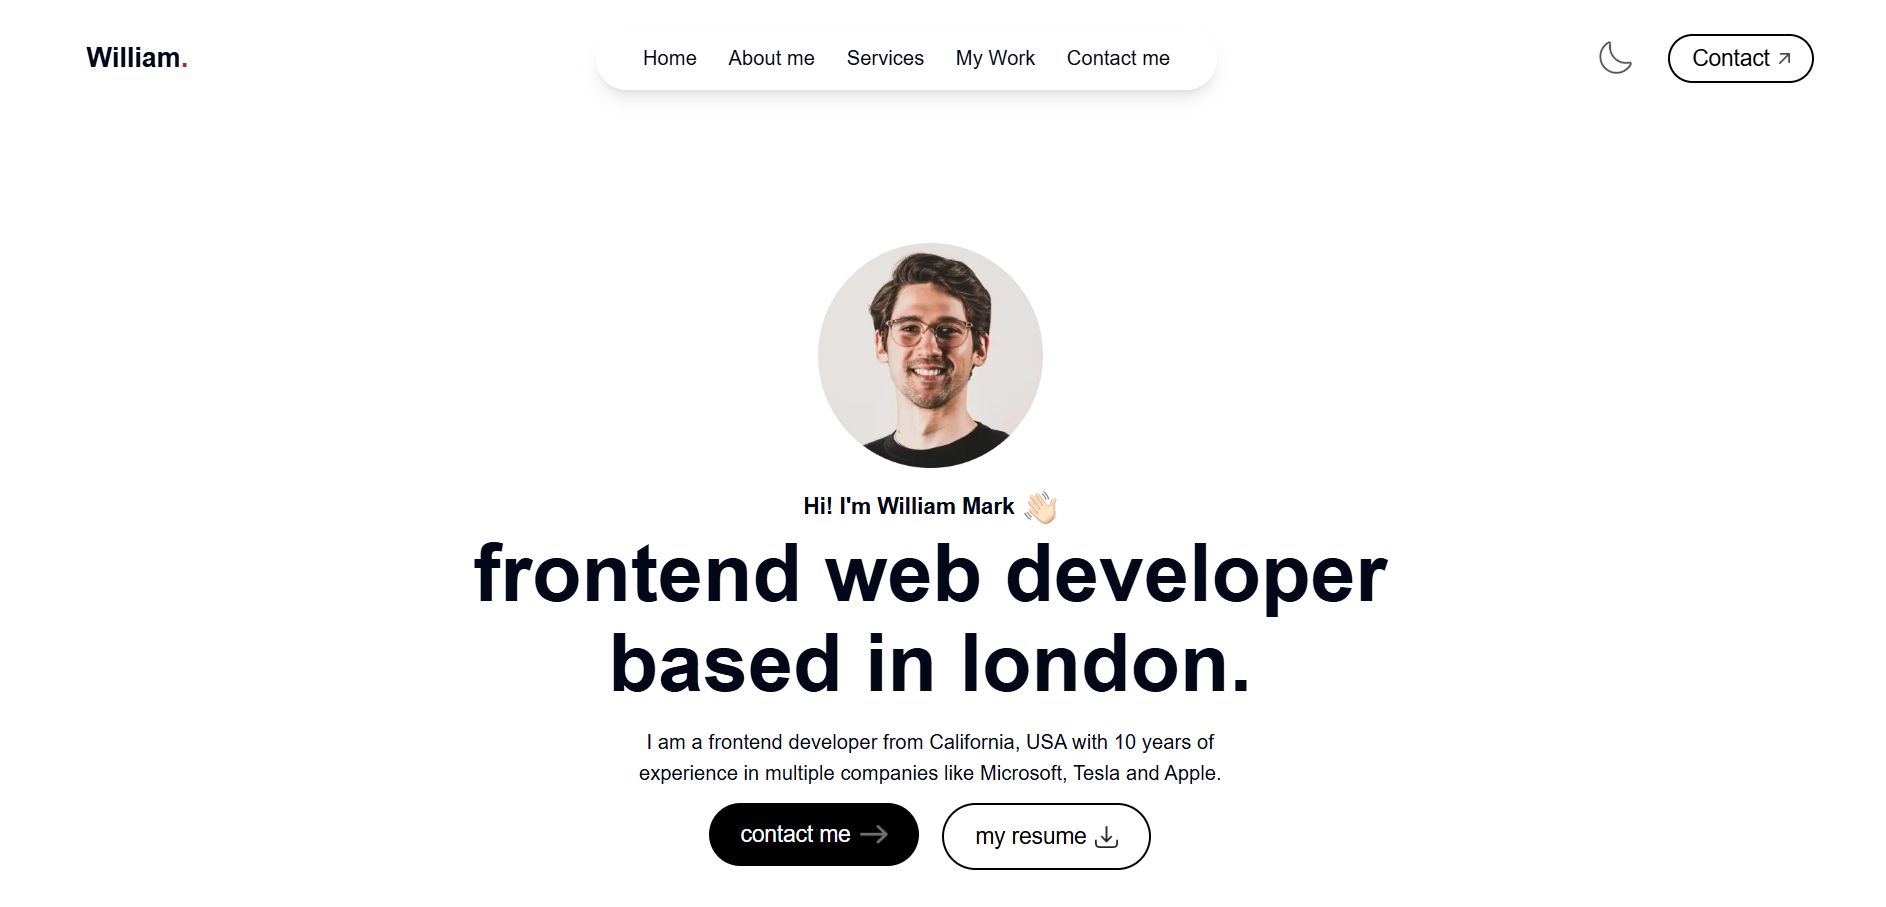 William.
Home About me Services My Work Contact me
Contact
Hi! I'm William Mark 👋🏻
frontend web developer
based in london.
I am a frontend developer from California, USA with 10 years of
experience in multiple companies like Microsoft, Tesla and Apple.
contact me
my resume